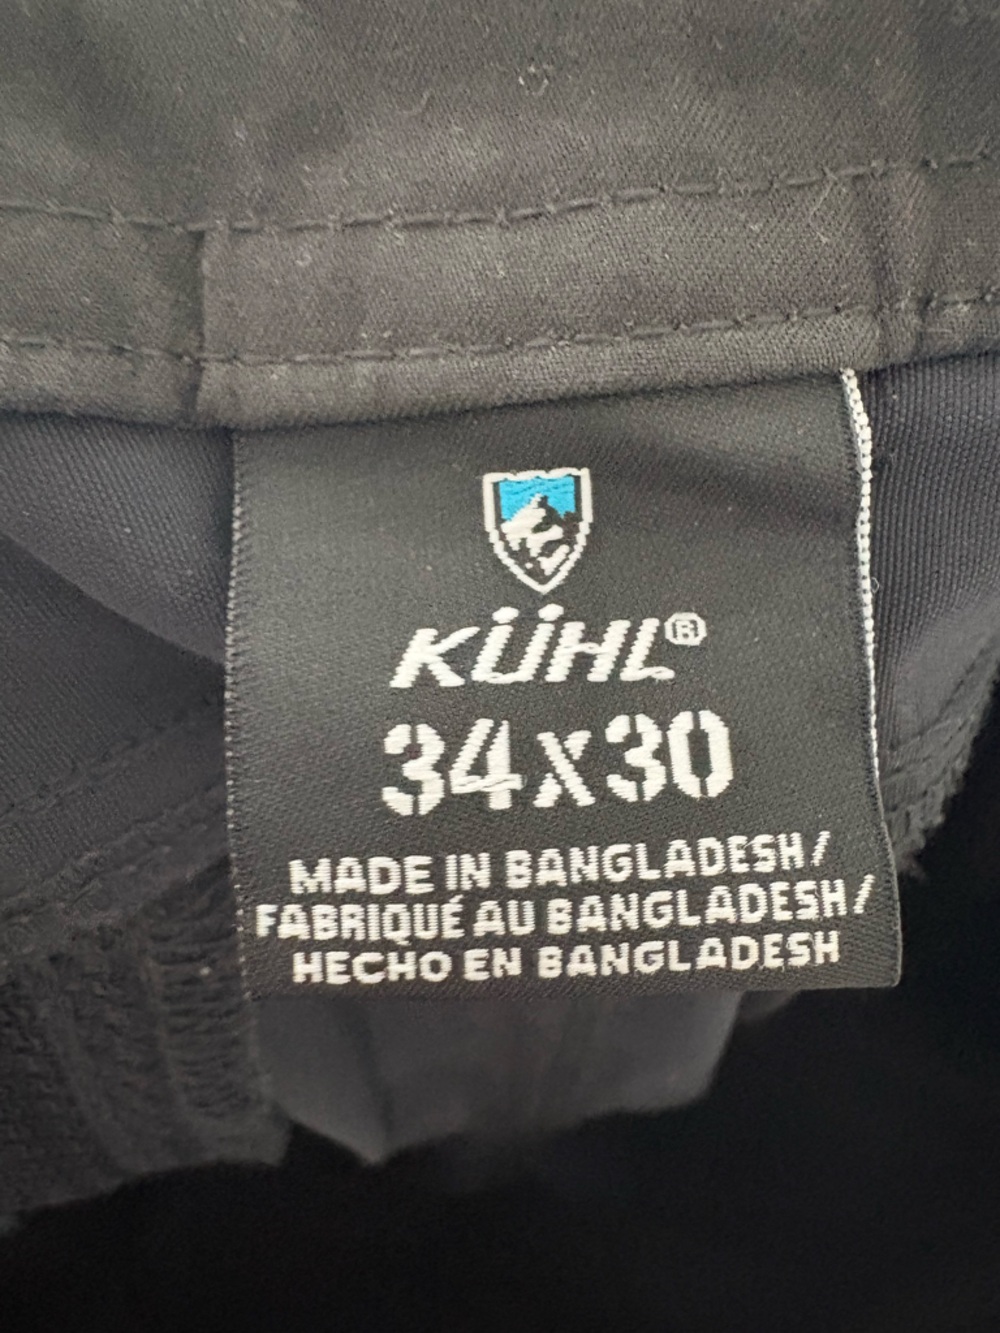 KÜHL®
34x30
MADE IN BANGLADESH/
FABRIQUÉ AU BANGLADESH/
HECHO EN BANGLADESH